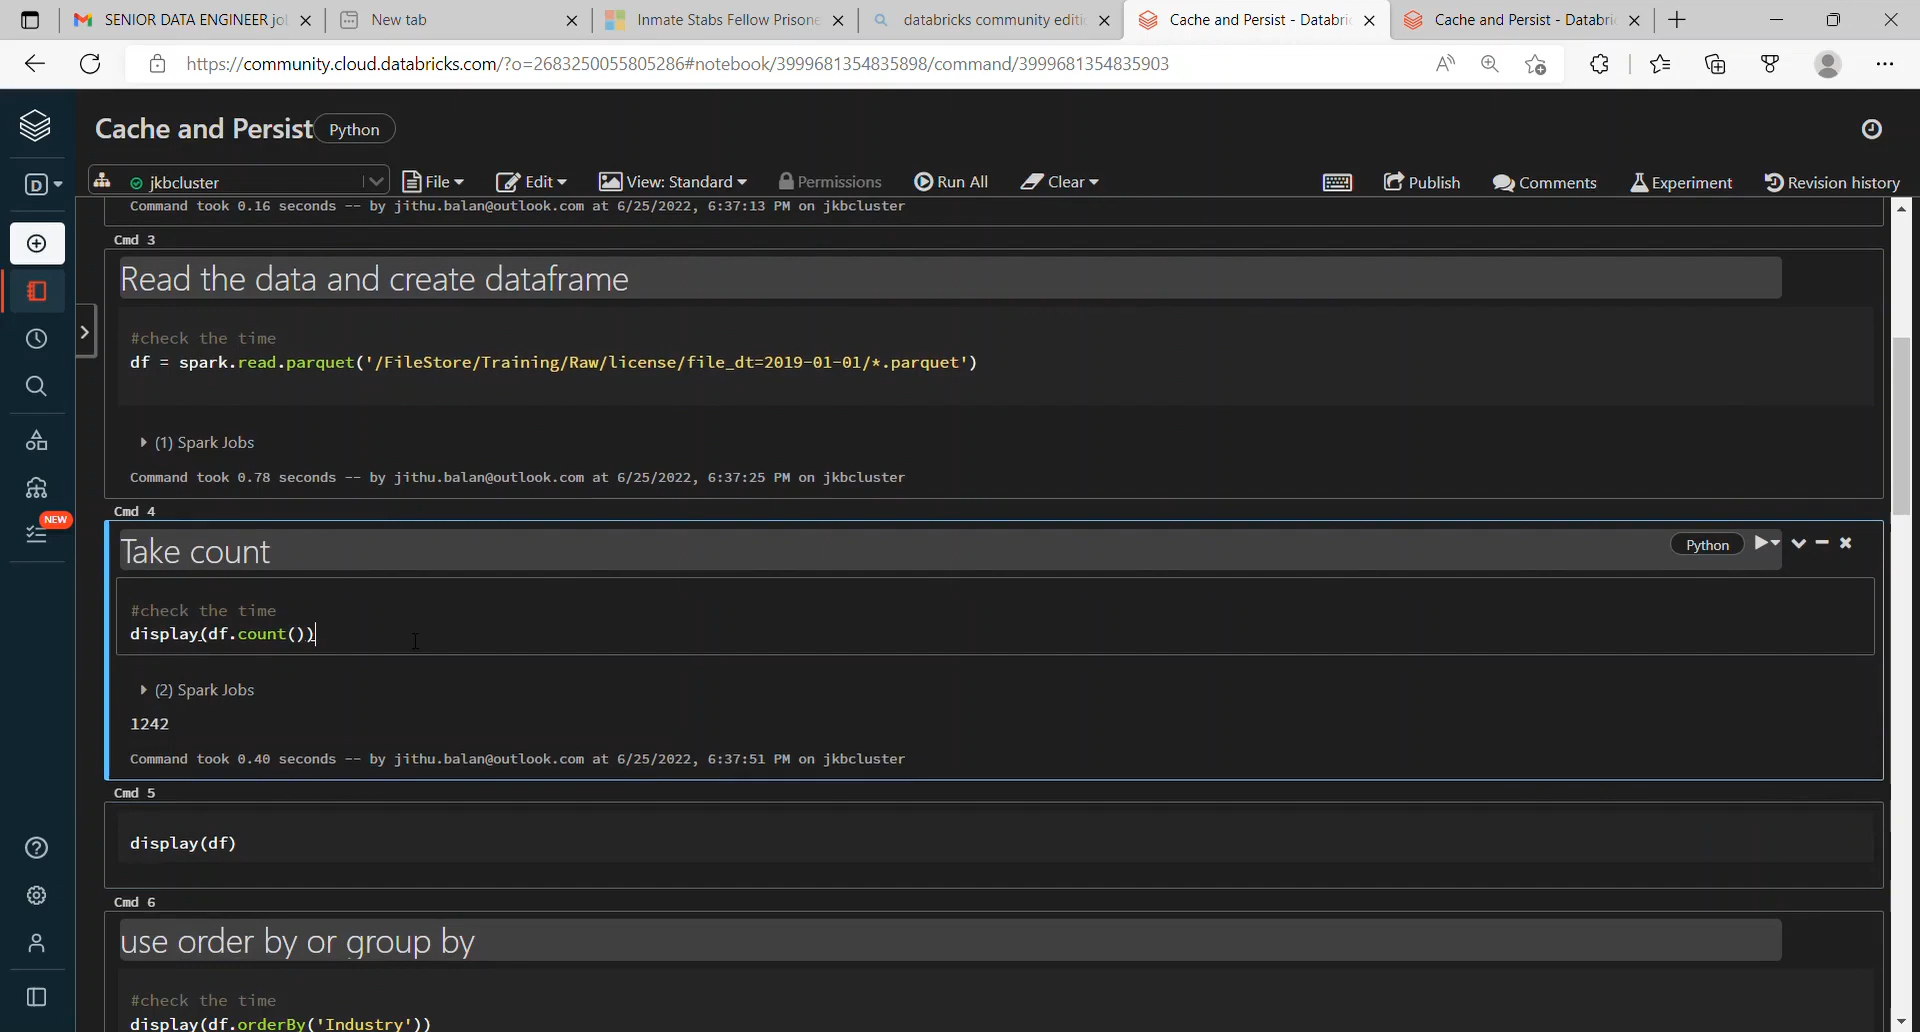 SENIOR DATA ENGINEER jo
New tab
Inmate Stabs Fellow Prisone
databricks community editi
Cache and Persist - Databric
Cache and Persist - Databric
https://community.cloud.databricks.com/?o=2683250055805286#notebook/3999681354835898/command/3999681354835903
Cache and Persist Python
D
jkbcluster File Edit View: Standard Permissions Run All Clear Publish Comments Experiment Revision history
Command took 0.16 seconds -- by jithu.balan@outlook.com at 6/25/2022, 6:37:13 PM on jkbcluster
Cmd 3
Read the data and create dataframe
#check the time
df = spark.read.parquet('/FileStore/Training/Raw/license/file_dt=2019-01-01/*.parquet')
(1) Spark Jobs
Command took 0.78 seconds -- by jithu.balan@outlook.com at 6/25/2022, 6:37:25 PM on jkbcluster
Cmd 4
NEW
Take count
Python
#check the time
display(df.count())
(2) Spark Jobs
1242
Command took 0.40 seconds -- by jithu.balan@outlook.com at 6/25/2022, 6:37:51 PM on jkbcluster
Cmd 5
display(df)
Cmd 6
use order by or group by
#check the time
display(df.orderBy('Industry'))